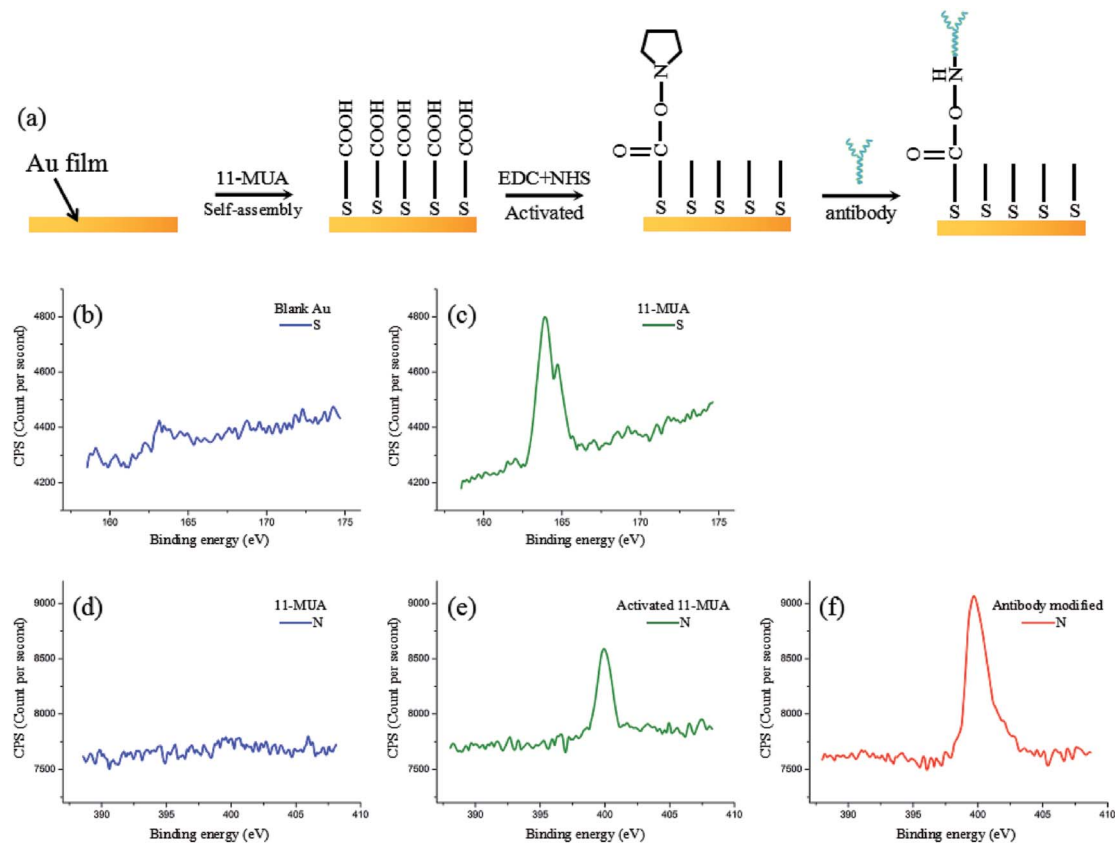 (a)
Au film
11-MUA
Self-assembly
COOH COOH COOH COOH COOH
S S S S S
EDC+NHS
Activated
N
O
O C
S S S S S
antibody
H N
O
O C
S S S S S
(b)
Blank Au
S
CPS (Count per second)
4800
4600
4400
4200
160 165 170 175
Binding energy (eV)
(c)
11-MUA
S
CPS (Count per second)
4800
4600
4400
4200
160 165 170 175
Binding energy (eV)
(d)
11-MUA
N
CPS (Count per second)
9000
8500
8000
7500
390 395 400 405 410
Binding energy (eV)
(e)
Activated 11-MUA
N
CPS (Count per second)
9000
8500
8000
7500
390 395 400 405 410
Binding energy (eV)
(f)
Antibody modified
N
CPS (Count per second)
9000
8500
8000
7500
390 395 400 405 410
Binding energy (eV)